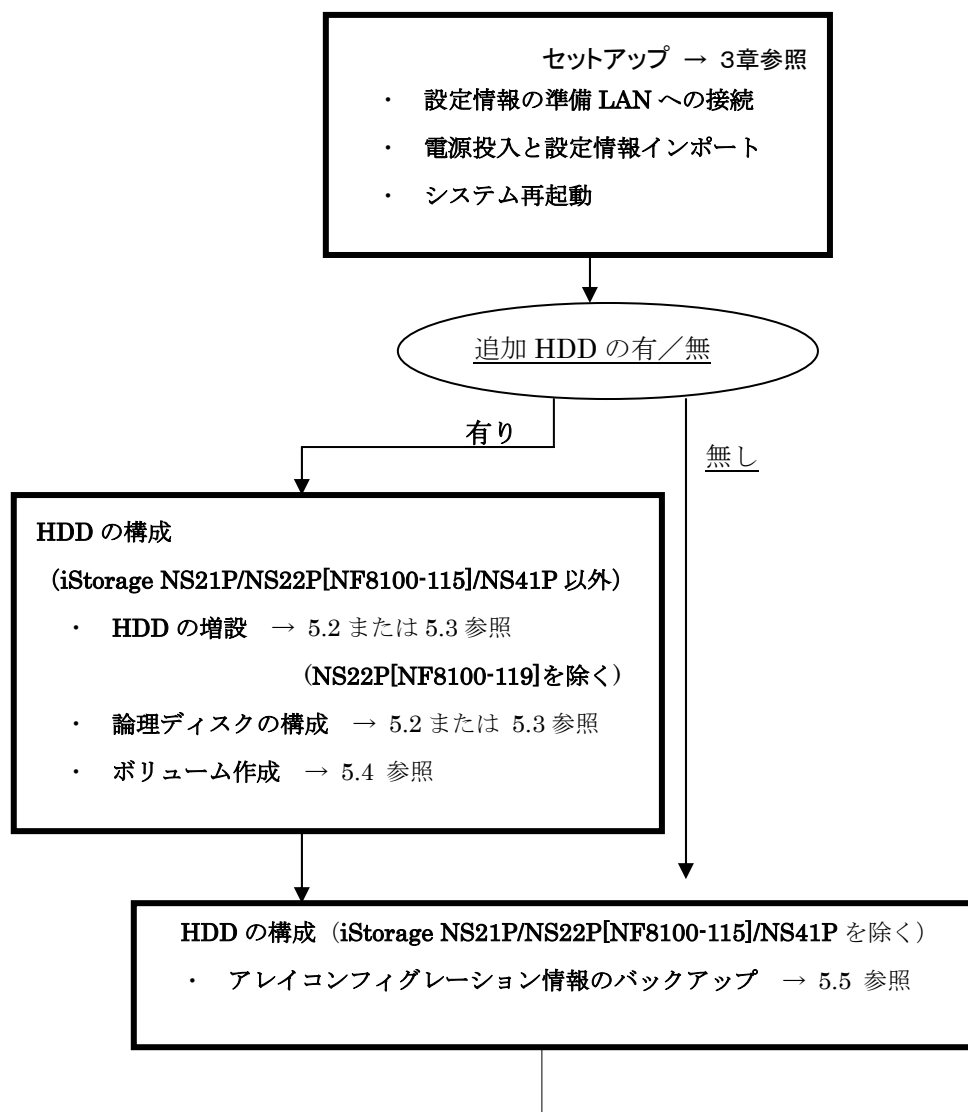 セットアップ → 3章参照
・ 設定情報の準備 LAN への接続
・ 電源投入と設定情報インポート
・ システム再起動
追加 HDD の有／無
有り
無し
HDD の構成
（iStorage NS21P/NS22P[NF8100-115]/NS41P 以外）
・ HDD の増設 → 5.2 または 5.3 参照
（NS22P[NF8100-119]を除く）
・ 論理ディスクの構成 → 5.2 または 5.3 参照
・ ボリューム作成 → 5.4 参照
HDD の構成（iStorage NS21P/NS22P[NF8100-115]/NS41P を除く）
・ アレイコンフィグレーション情報のバックアップ → 5.5 参照